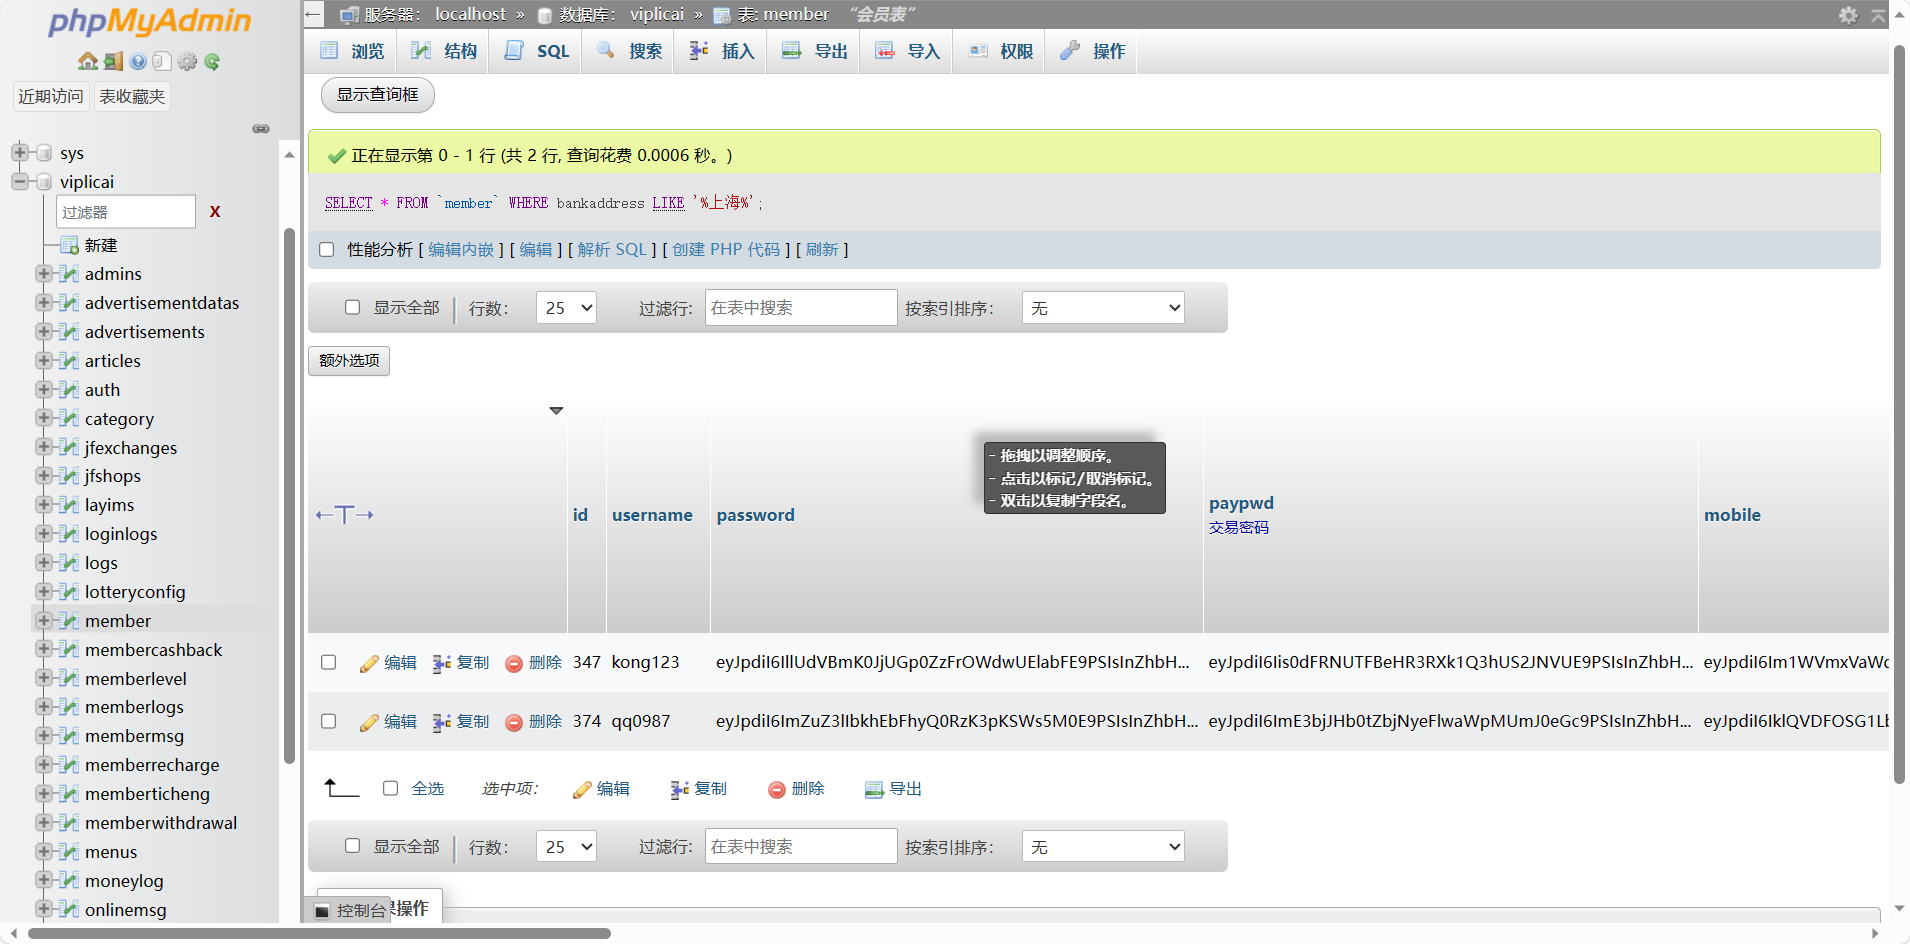 phpMyAdmin
近期访问 表收藏夹
sys
viplicai
过滤器 X
新建
admins
advertisementdatas
advertisements
articles
auth
category
jfexchanges
jfshops
layims
loginlogs
logs
lotteryconfig
member
membercashback
memberlevel
memberlogs
membermsg
memberrecharge
memberticheng
memberwithdrawal
menus
moneylog
onlinemsg
服务器： localhost » 数据库： viplicai » 表: member “会员表”
浏览 结构 SQL 搜索 插入 导出 导入 权限 操作
显示查询框
正在显示第 0 - 1 行 (共 2 行, 查询花费 0.0006 秒。)
SELECT * FROM `member` WHERE bankaddress LIKE '%上海%';
性能分析 [ 编辑内嵌 ] [ 编辑 ] [ 解析 SQL ] [ 创建 PHP 代码 ] [ 刷新 ]
显示全部 行数： 25 过滤行: 在表中搜索 按索引排序： 无
额外选项
- 拖拽以调整顺序。
- 点击以标记/取消标记。
- 双击以复制字段名。
←T→ id username password paypwd mobile
交易密码
编辑 复制 删除 347 kong123 eyJpdiI6IllUdVBmK0JjUGp0ZzFrOWdwUElabFE9PSIsInZhbH... eyJpdiI6Iis0dFRNUTFBeHR3RXk1Q3hUS2JNVUE9PSIsInZhbH... eyJpdiI6Im1WVmxVaWc
编辑 复制 删除 374 qq0987 eyJpdiI6ImZuZ3lIbkhEbFhyQ0RzK3pKSWs5M0E9PSIsInZhbH... eyJpdiI6ImE3bjJHb0tZbjNyeFlwaWpMUmJ0eGc9PSIsInZhbH... eyJpdiI6IklQVDFOSG1Lb
全选 选中项： 编辑 复制 删除 导出
显示全部 行数： 25 过滤行: 在表中搜索 按索引排序： 无
控制台 操作